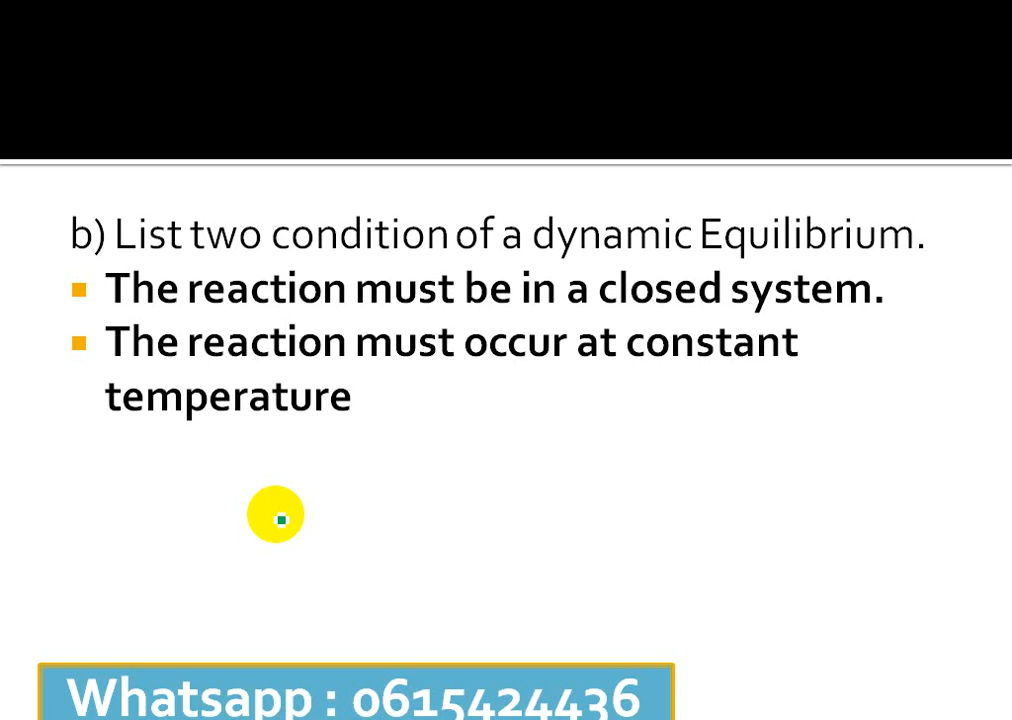 b) List two condition of a dynamic Equilibrium.
The reaction must be in a closed system.
The reaction must occur at constant
temperature
Whatsapp : 0615424436